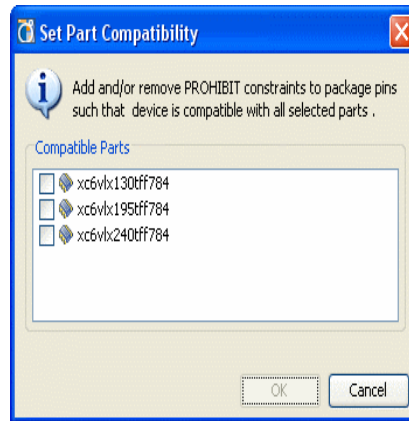 Set Part Compatibility
Add and/or remove PROHIBIT constraints to package pins
such that device is compatible with all selected parts .
Compatible Parts
xc6vlx130tff784
xc6vlx195tff784
xc6vlx240tff784
OK Cancel